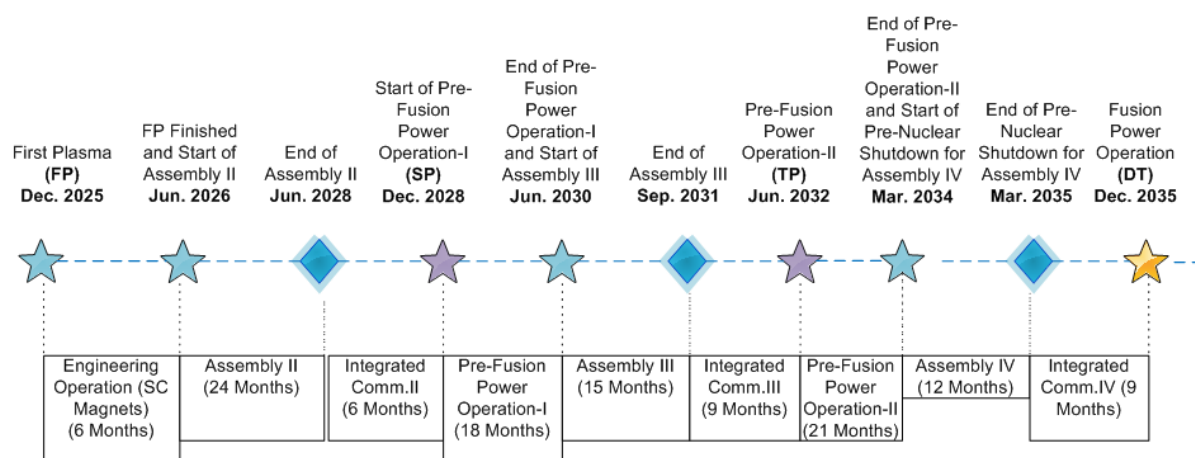 First Plasma
(FP)
Dec. 2025
FP Finished
and Start of
Assembly II
Jun. 2026
End of
Assembly II
Jun. 2028
Start of Pre-
Fusion
Power
Operation-I
(SP)
Dec. 2028
End of Pre-
Fusion
Power
Operation-I
and Start of
Assembly III
Jun. 2030
End of
Assembly III
Sep. 2031
Pre-Fusion
Power
Operation-II
(TP)
Jun. 2032
End of Pre-
Fusion
Power
Operation-II
and Start of
Pre-Nuclear
Shutdown for
Assembly IV
Mar. 2034
End of Pre-
Nuclear
Shutdown for
Assembly IV
Mar. 2035
Fusion
Power
Operation
(DT)
Dec. 2035
Engineering
Operation (SC
Magnets)
(6 Months)
Assembly II
(24 Months)
Integrated
Comm.II
(6 Months)
Pre-Fusion
Power
Operation-I
(18 Months)
Assembly III
(15 Months)
Integrated
Comm.III
(9 Months)
Pre-Fusion
Power
Operation-II
(21 Months)
Assembly IV
(12 Months)
Integrated
Comm.IV (9
Months)